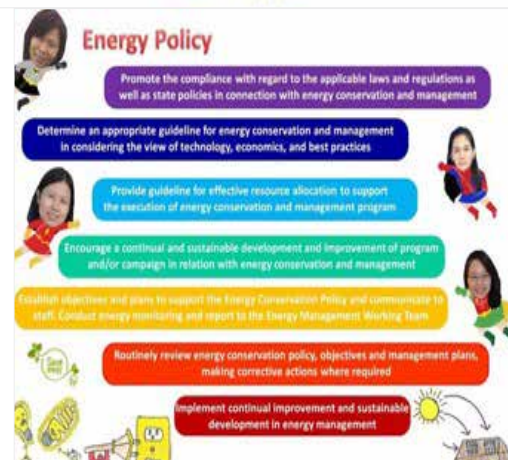 Energy Policy
Promote the compliance with regard to the applicable laws and regulations as
well as state policies in connection with energy conservation and management
Determine an appropriate guideline for energy conservation and management
in considering the view of technology, economics, and best practices
Provide guideline for effective resource allocation to support
the execution of energy conservation and management program
Encourage a continual and sustainable development and improvement of program
and/or campaign in relation with energy conservation and management
Establish objectives and plans to support the Energy Conservation Policy and communicate to
staff. Conduct energy monitoring and report to the Energy Management Working Team
Routinely review energy conservation policy, objectives and management plans,
making corrective actions where required
Implement continual improvement and sustainable
development in energy management